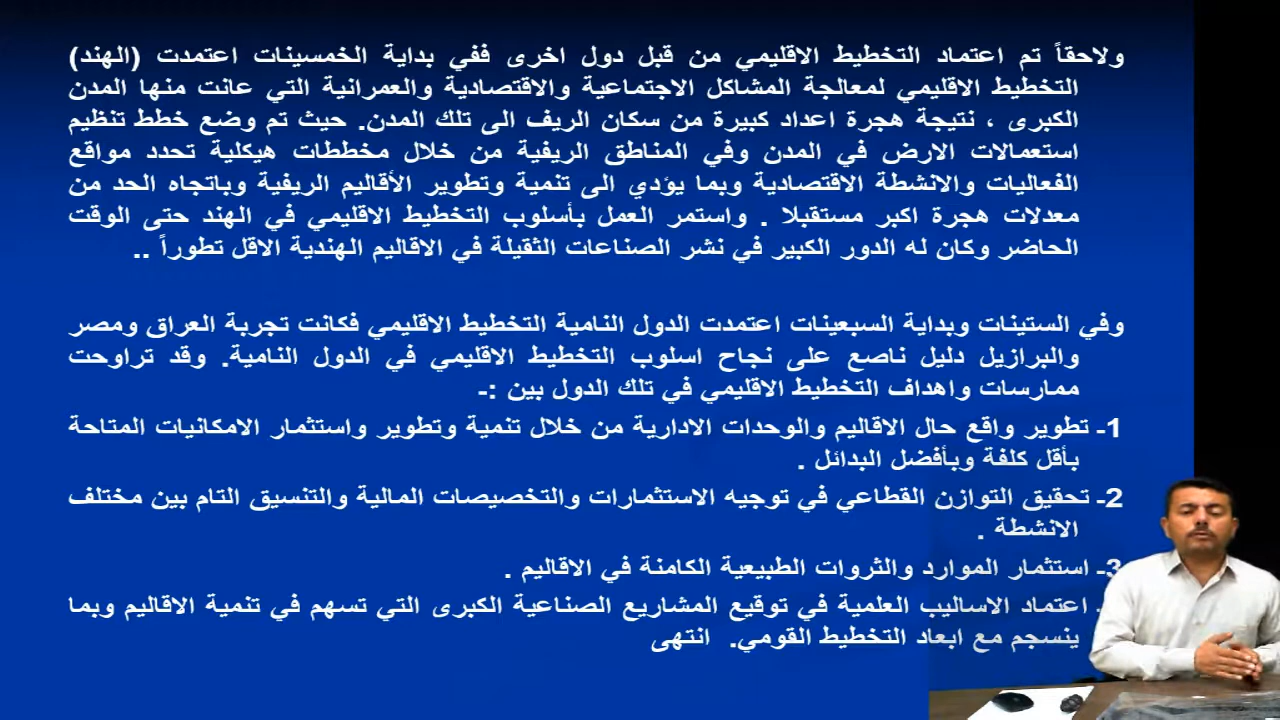 ولاحقاً تم اعتماد التخطيط الاقليمي من قبل دول اخرى ففي بداية الخمسينات اعتمدت (الهند)
التخطيط الاقليمي لمعالجة المشاكل الاجتماعية والاقتصادية والعمرانية التي عانت منها المدن
الكبرى ، نتيجة هجرة اعداد كبيرة من سكان الريف الى تلك المدن. حيث تم وضع خطط تنظيم
استعمالات الارض في المدن وفي المناطق الريفية من خلال مخططات هيكلية تحدد مواقع
الفعاليات والانشطة الاقتصادية وبما يؤدي الى تنمية وتطوير الأقاليم الريفية وباتجاه الحد من
معدلات هجرة اكبر مستقبلا . واستمر العمل بأسلوب التخطيط الاقليمي في الهند حتى الوقت
الحاضر وكان له الدور الكبير في نشر الصناعات الثقيلة في الاقاليم الهندية الاقل تطوراً ..
وفي الستينات وبداية السبعينات اعتمدت الدول النامية التخطيط الاقليمي فكانت تجربة العراق ومصر
والبرازيل دليل ناصع على نجاح اسلوب التخطيط الاقليمي في الدول النامية. وقد تراوحت
ممارسات واهداف التخطيط الاقليمي في تلك الدول بين :-
1- تطوير واقع حال الاقاليم والوحدات الادارية من خلال تنمية وتطوير واستثمار الامكانيات المتاحة
بأقل كلفة وبأفضل البدائل .
2- تحقيق التوازن القطاعي في توجيه الاستثمارات والتخصيصات المالية والتنسيق التام بين مختلف
الانشطة .
3- استثمار الموارد والثروات الطبيعية الكامنة في الاقاليم .
- اعتماد الاساليب العلمية في توقيع المشاريع الصناعية الكبرى التي تسهم في تنمية الاقاليم وبما
ينسجم مع ابعاد التخطيط القومي. انتهى